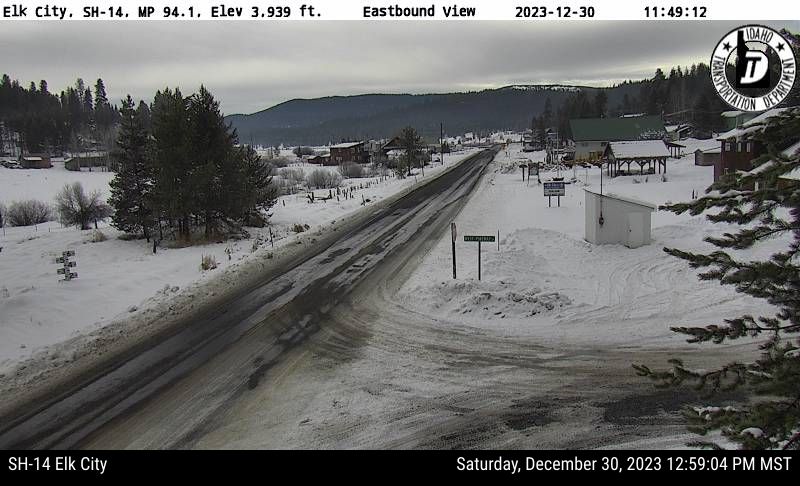 Elk City, SH-14, MP 94.1, Elev 3,939 ft. Eastbound View 2023-12-30 11:49:12
IDAHO
TRANSPORTATION DEPARTMENT
SH-14 Elk City Saturday, December 30, 2023 12:59:04 PM MST